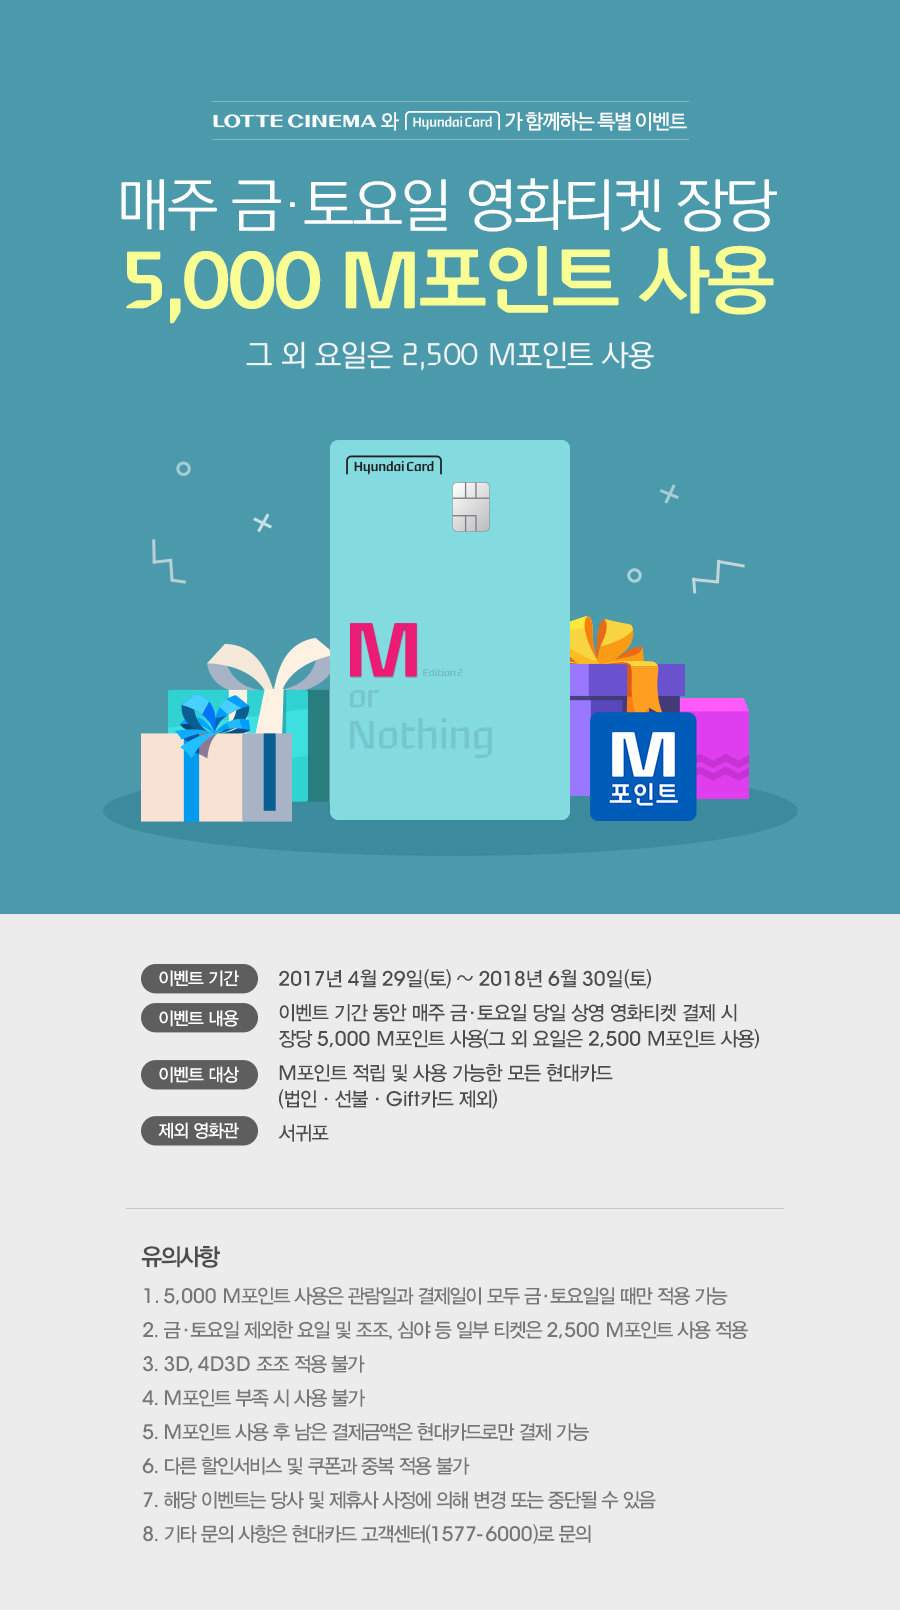 LOTTE CINEMA 와 Hyundai Card 가 함께하는 특별 이벤트
매주 금·토요일 영화티켓 장당
5,000 M포인트 사용
그 외 요일은 2,500 M포인트 사용
Hyundai Card
M Edition2
or
Nothing
M
포인트
이벤트 기간 2017년 4월 29일(토) ~ 2018년 6월 30일(토)
이벤트 내용 이벤트 기간 동안 매주 금·토요일 당일 상영 영화티켓 결제 시
장당 5,000 M포인트 사용(그 외 요일은 2,500 M포인트 사용)
이벤트 대상 M포인트 적립 및 사용 가능한 모든 현대카드
(법인 · 선불 · Gift카드 제외)
제외 영화관 서귀포
유의사항
1. 5,000 M포인트 사용은 관람일과 결제일이 모두 금·토요일일 때만 적용 가능
2. 금·토요일 제외한 요일 및 조조, 심야 등 일부 티켓은 2,500 M포인트 사용 적용
3. 3D, 4D3D 조조 적용 불가
4. M포인트 부족 시 사용 불가
5. M포인트 사용 후 남은 결제금액은 현대카드로만 결제 가능
6. 다른 할인서비스 및 쿠폰과 중복 적용 불가
7. 해당 이벤트는 당사 및 제휴사 사정에 의해 변경 또는 중단될 수 있음
8. 기타 문의 사항은 현대카드 고객센터(1577-6000)로 문의